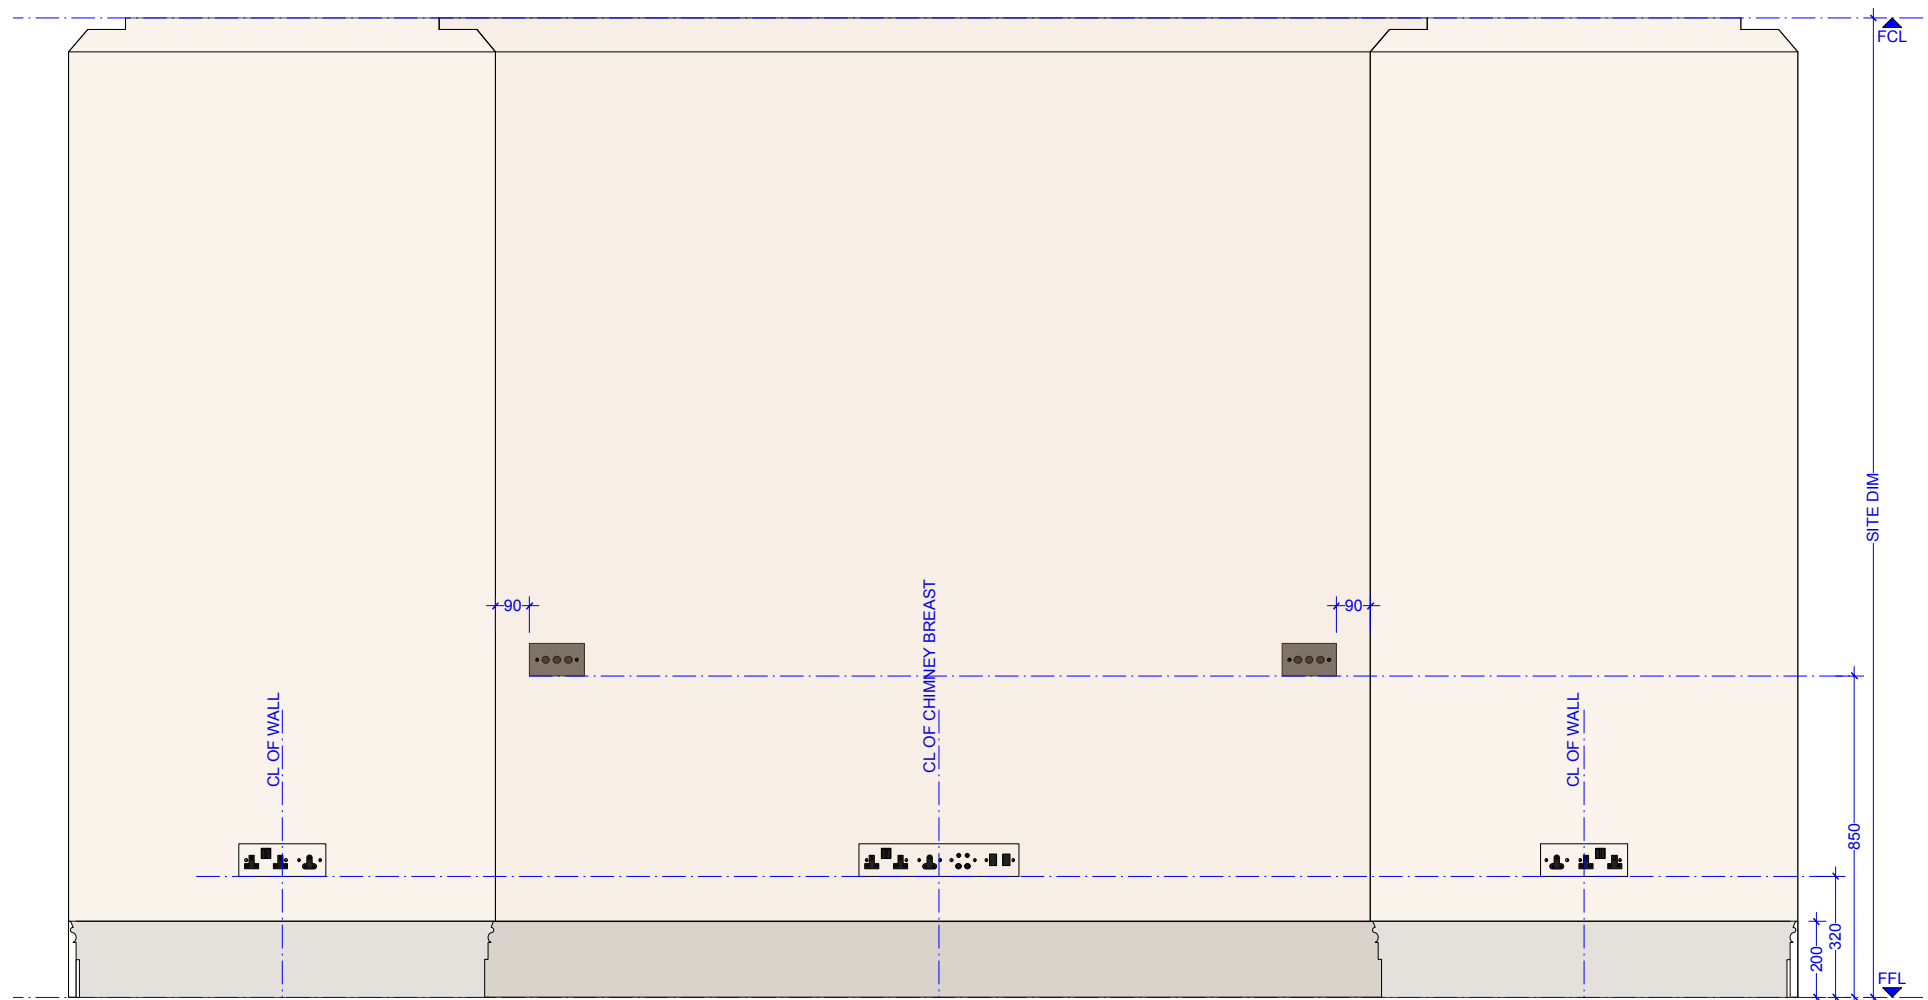 FCL
SITE DIM
CL OF CHIMNEY BREAST
90
90
CL OF WALL
CL OF WALL
850
320
200
FFL